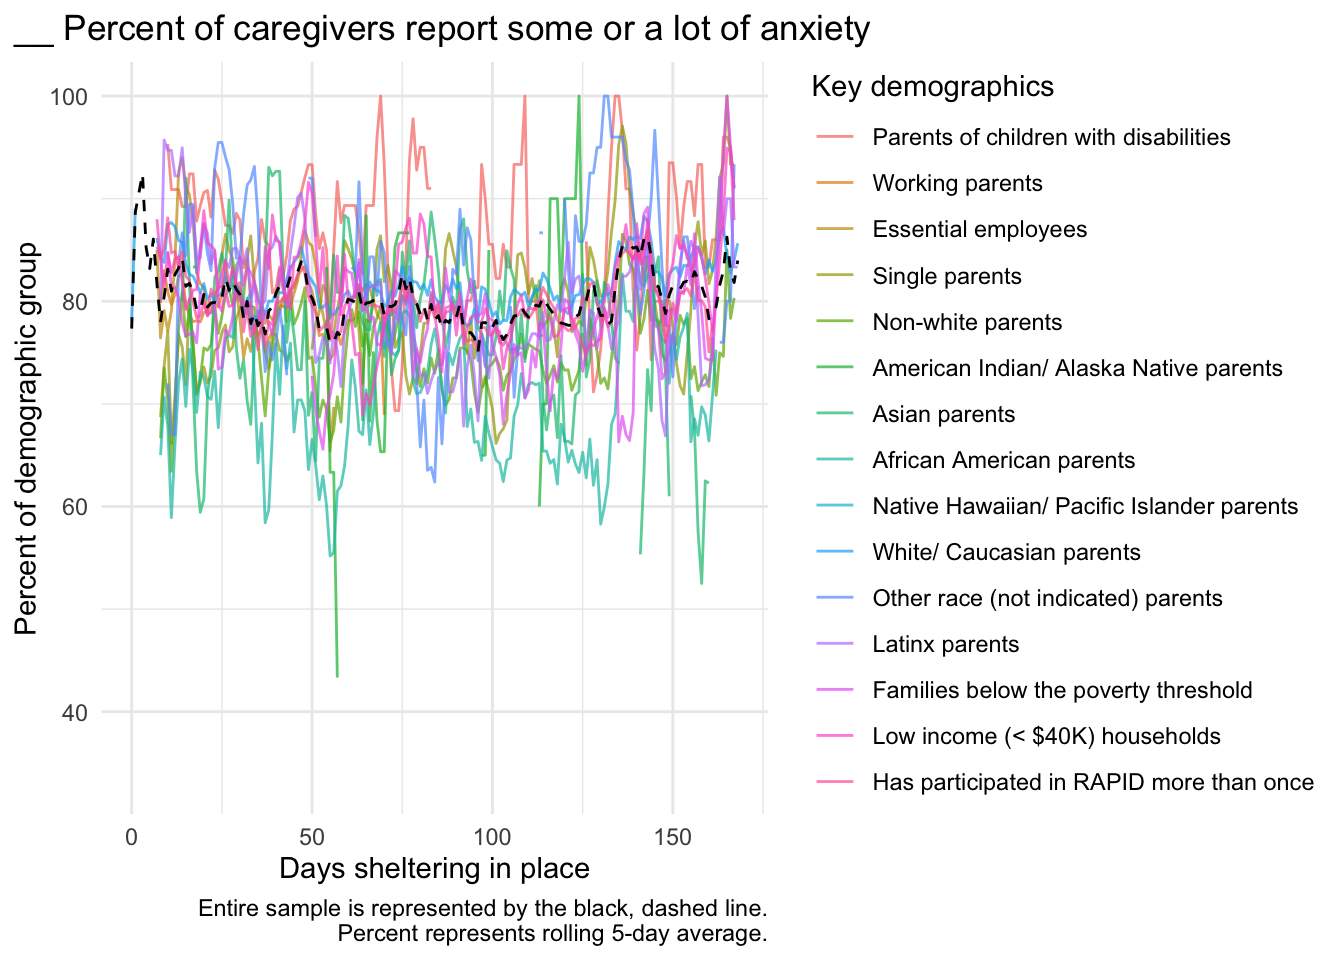 __ Percent of caregivers report some or a lot of anxiety
Percent of demographic group
100
80
60
40
0
50
100
150
Days sheltering in place
Entire sample is represented by the black, dashed line.
Percent represents rolling 5-day average.
Key demographics
Parents of children with disabilities
Working parents
Essential employees
Single parents
Non-white parents
American Indian/ Alaska Native parents
Asian parents
African American parents
Native Hawaiian/ Pacific Islander parents
White/ Caucasian parents
Other race (not indicated) parents
Latinx parents
Families below the poverty threshold
Low income (< $40K) households
Has participated in RAPID more than once